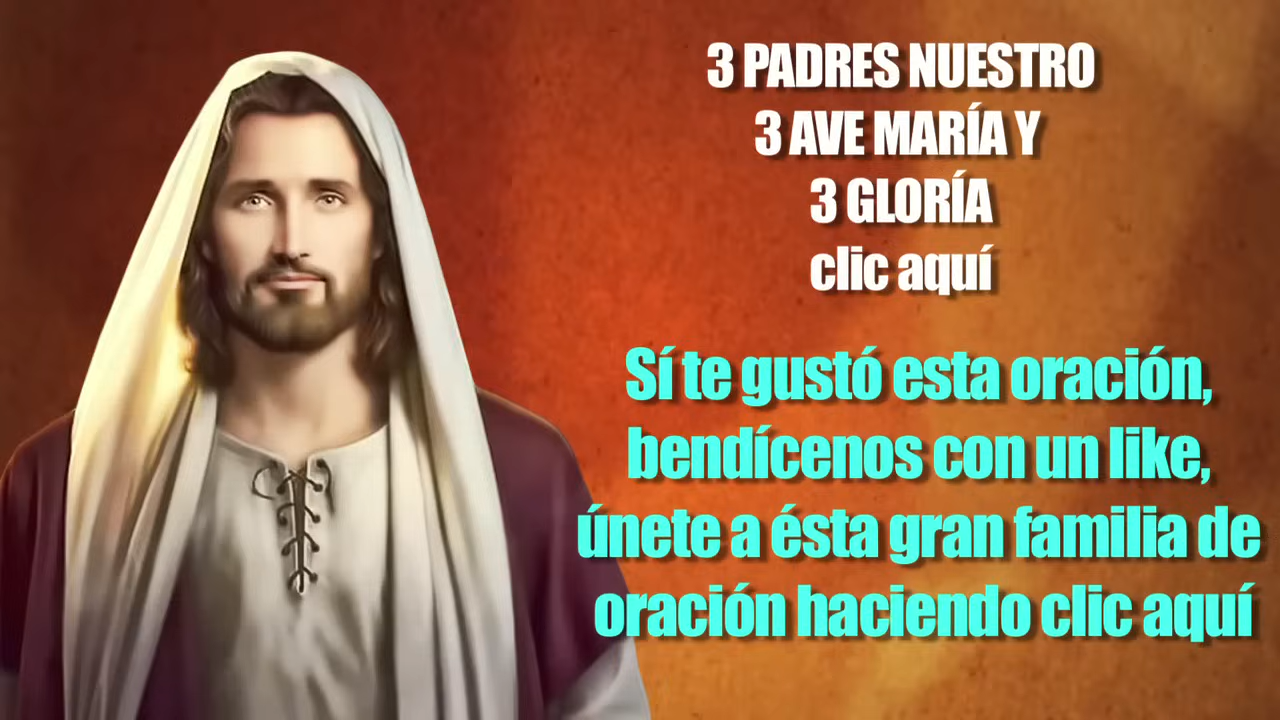 3 PADRES NUESTRO
3 AVE MARÍA Y
3 GLORÍA
clic aquí
Sí te gustó esta oración,
bendícenos con un like,
únete a ésta gran familia de
oración haciendo clic aquí